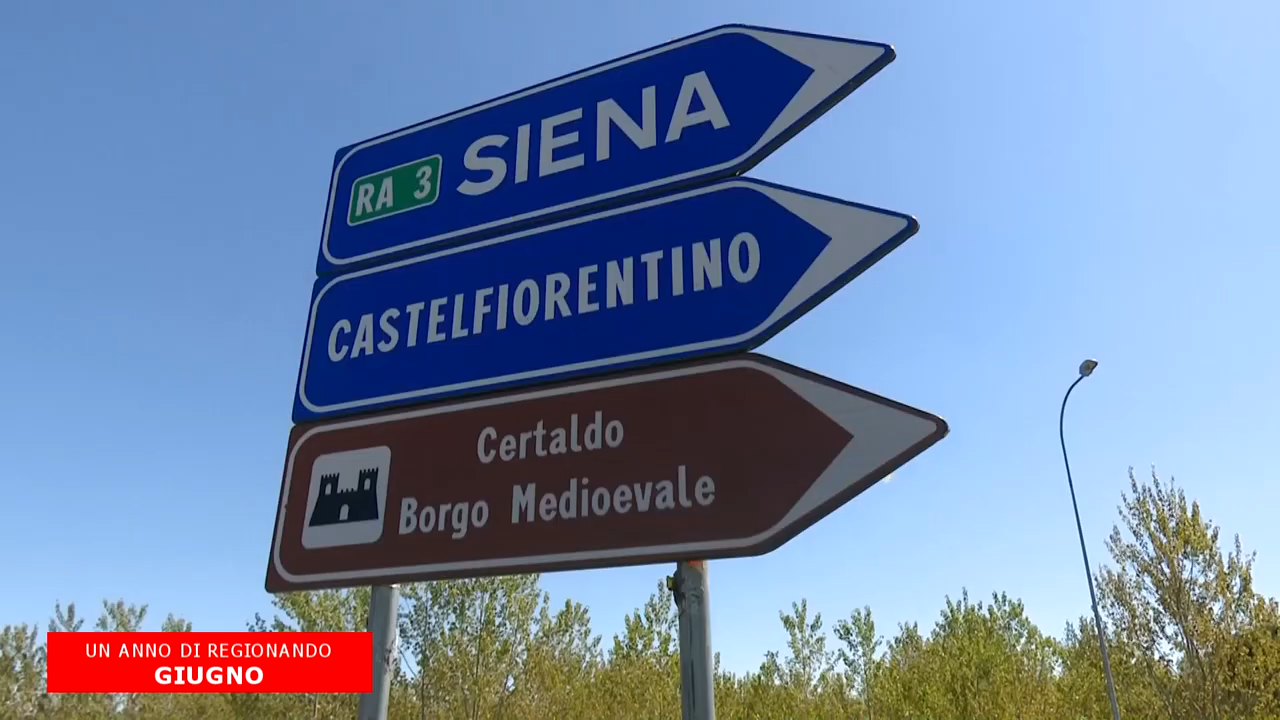 RA 3 SIENA
CASTELFIORENTINO
Certaldo
Borgo Medioevale
UN ANNO DI REGIONANDO
GIUGNO